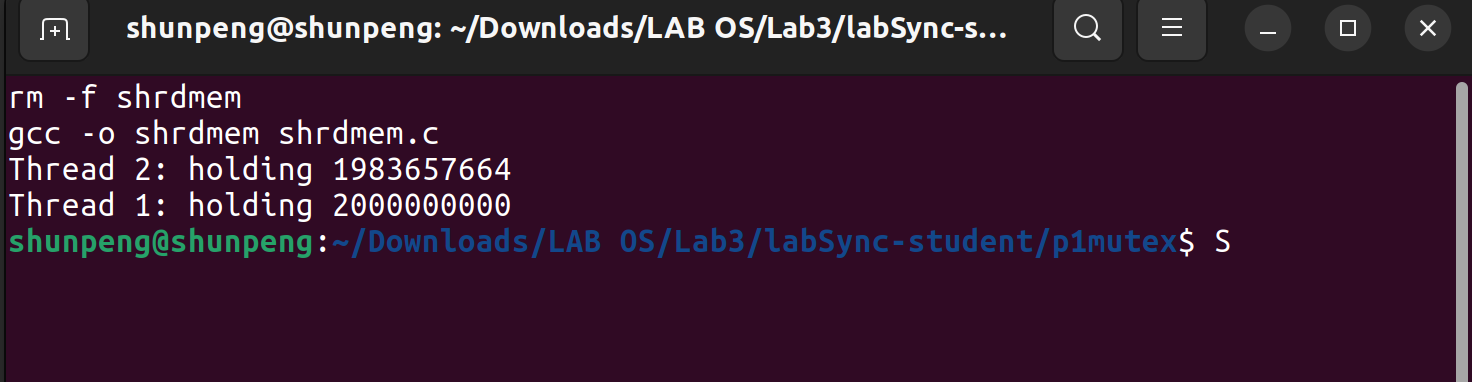 shunpeng@shunpeng: ~/Downloads/LAB OS/Lab3/labSync-s...
rm -f shrdmem
gcc -o shrdmem shrdmem.c
Thread 2: holding 1983657664
Thread 1: holding 2000000000
shunpeng@shunpeng:~/Downloads/LAB OS/Lab3/labSync-student/p1mutex$ S